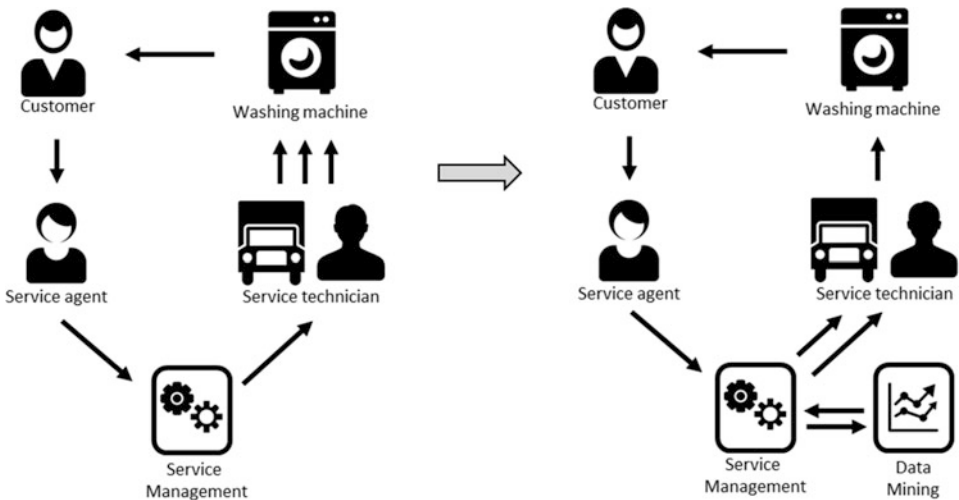 Customer
Washing machine
Service agent
Service technician
Service
Management
Customer
Washing machine
Service agent
Service technician
Service
Management
Data
Mining